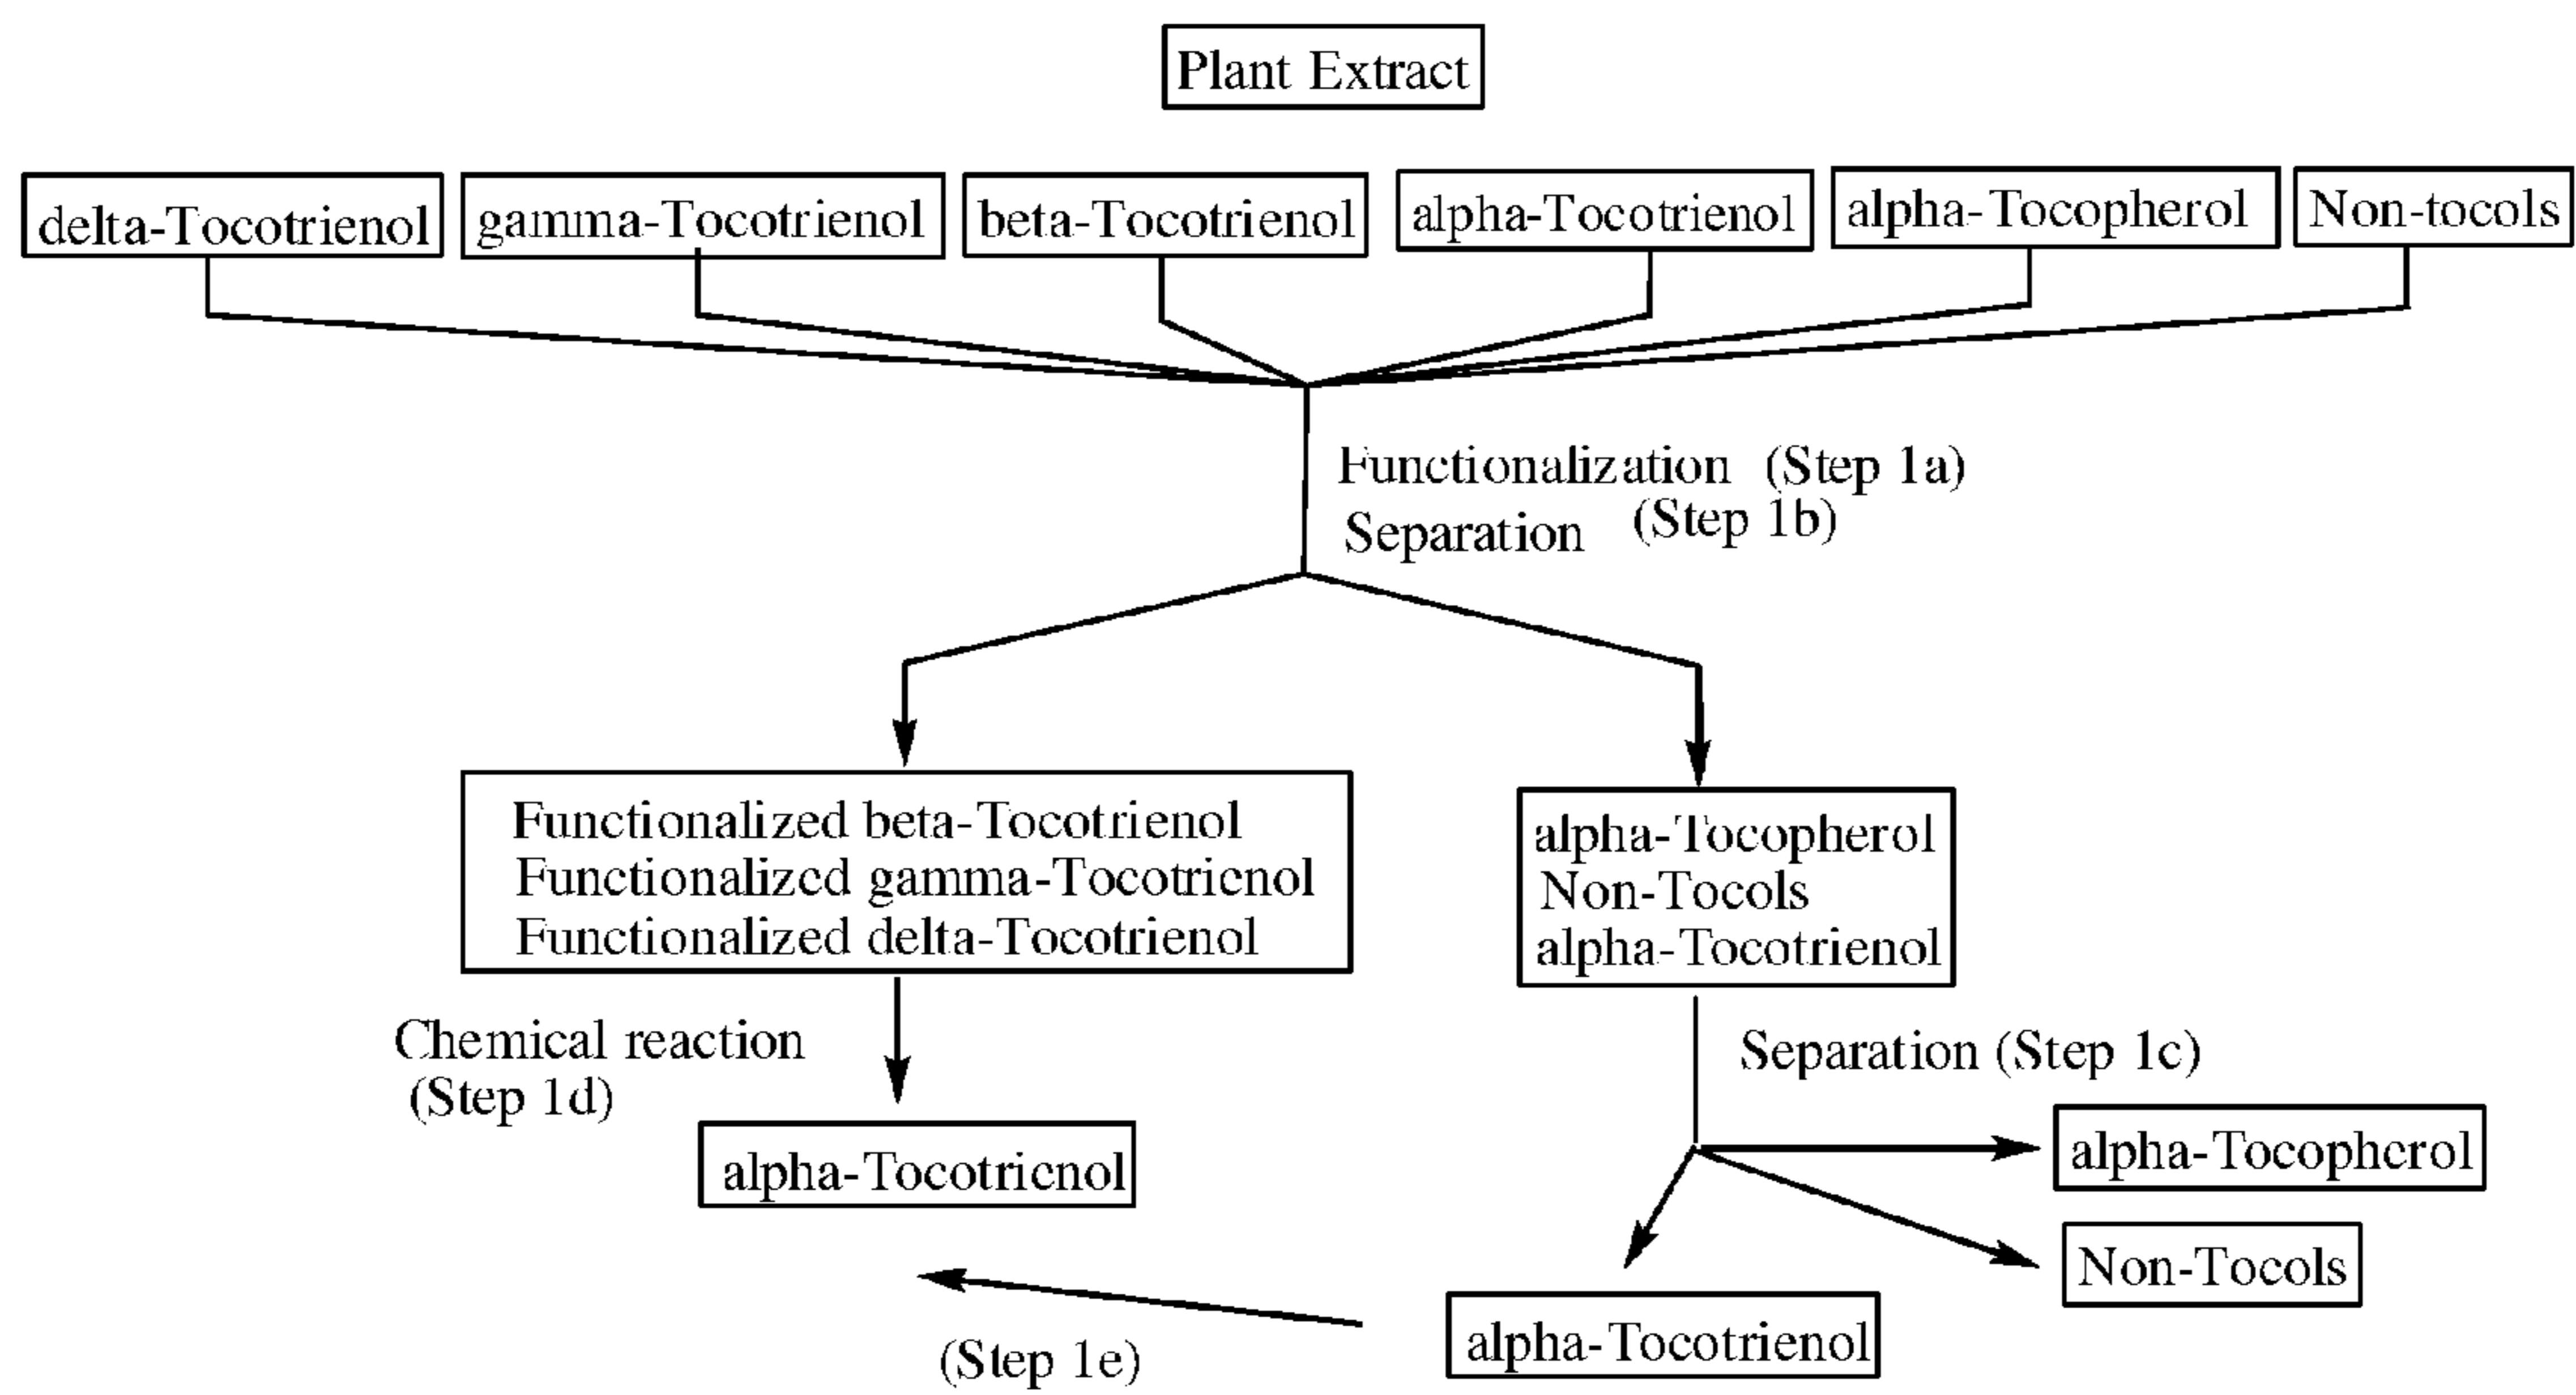 Plant Extract
delta-Tocotrienol
gamma-Tocotrienol
beta-Tocotrienol
alpha-Tocotrienol
alpha-Tocopherol
Non-tocols
Functionalization (Step 1a)
Separation (Step 1b)
Functionalized beta-Tocotrienol
Functionalized gamma-Tocotrienol
Functionalized delta-Tocotrienol
alpha-Tocopherol
Non-Tocols
alpha-Tocotrienol
Chemical reaction
(Step 1d)
Separation (Step 1c)
alpha-Tocotrienol
alpha-Tocopherol
Non-Tocols
alpha-Tocotrienol
(Step 1e)